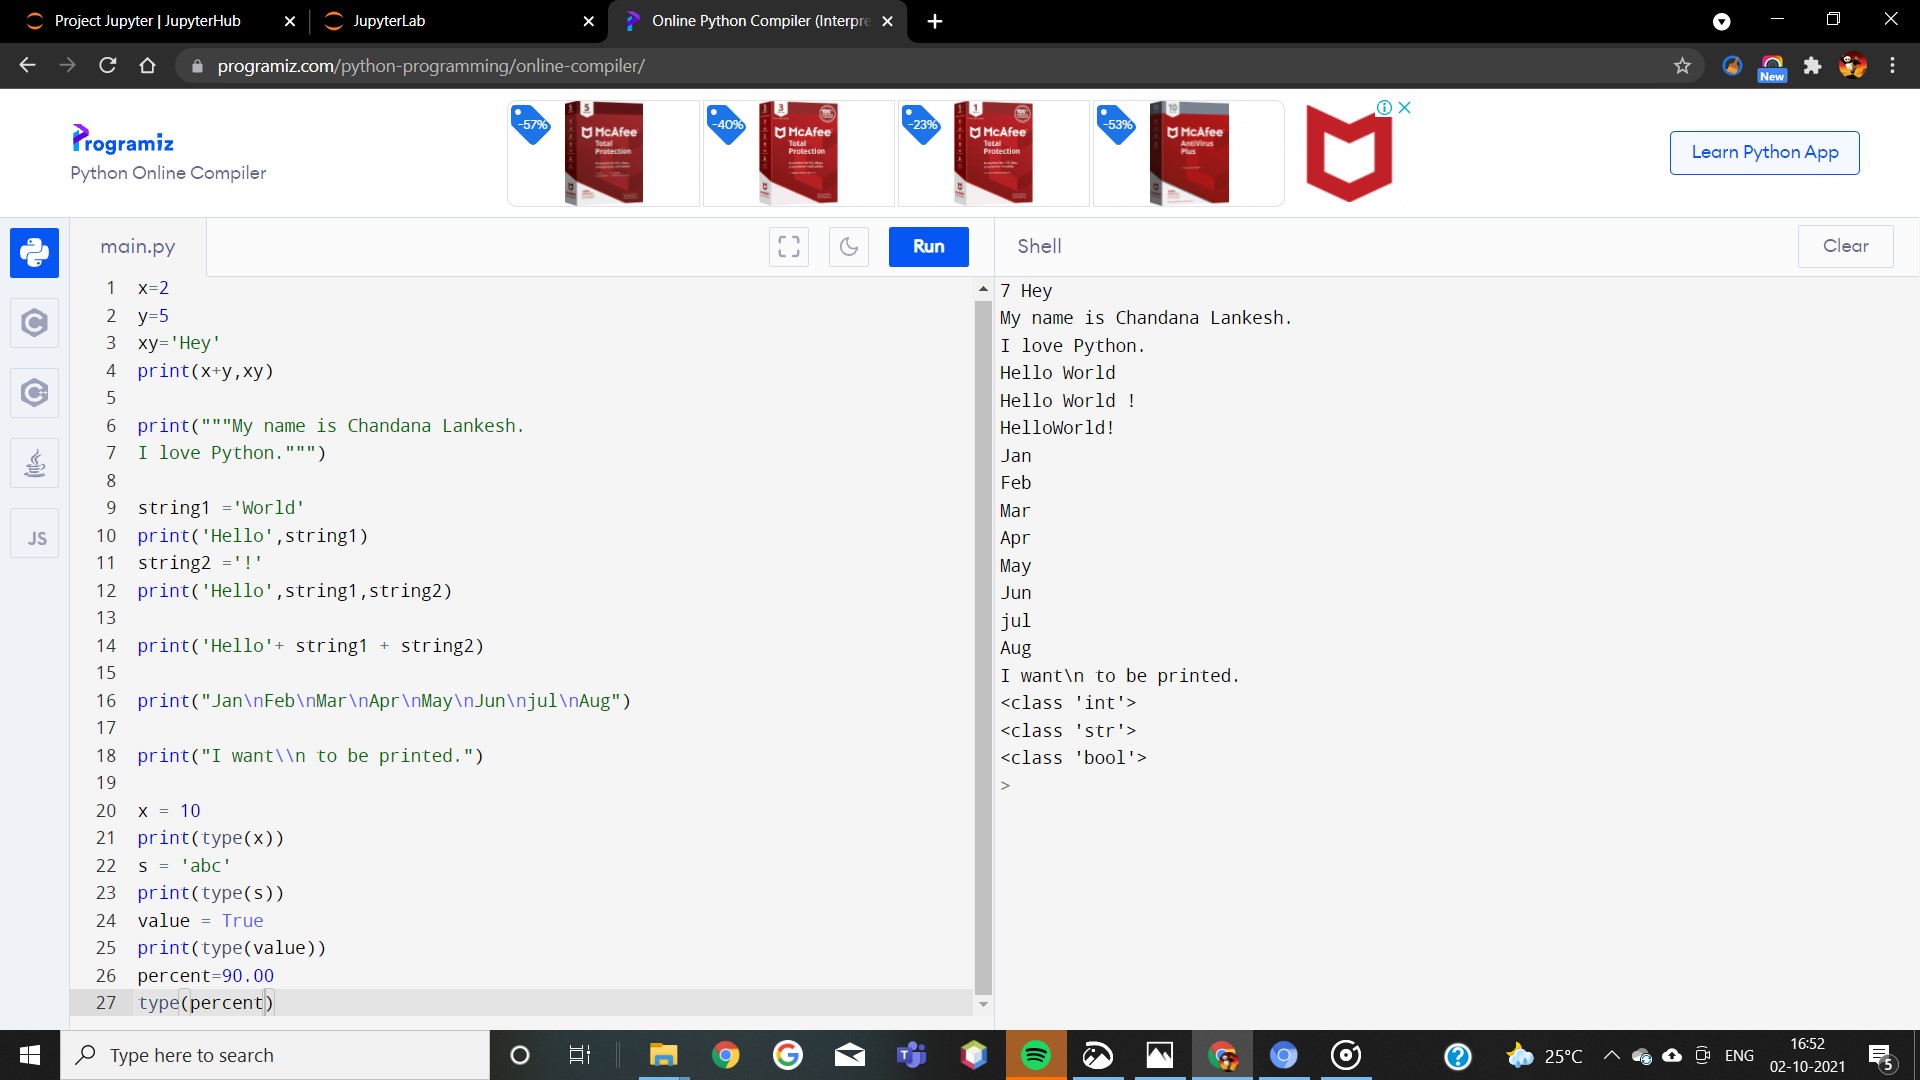 Project Jupyter | JupyterHub
JupyterLab
Online Python Compiler (Interpre
programiz.com/python-programming/online-compiler/
New
-57%
5
McAfee
Total
Protection
-40%
3
McAfee
Total
Protection
-23%
1
McAfee
Total
Protection
-53%
10
McAfee
AntiVirus
Plus
Programiz
Python Online Compiler
Learn Python App
main.py
Run
Shell
Clear
C
C++
JS
1 x=2
2 y=5
3 xy='Hey'
4 print(x+y,xy)
5
6 print("""My name is Chandana Lankesh.
7 I love Python.""")
8
9 string1 ='World'
10 print('Hello',string1)
11 string2 ='!'
12 print('Hello',string1,string2)
13
14 print('Hello'+ string1 + string2)
15
16 print("Jan\nFeb\nMar\nApr\nMay\nJun\njul\nAug")
17
18 print("I want\\n to be printed.")
19
20 x = 10
21 print(type(x))
22 s = 'abc'
23 print(type(s))
24 value = True
25 print(type(value))
26 percent=90.00
27 type(percent)
7 Hey
My name is Chandana Lankesh.
I love Python.
Hello World
Hello World !
HelloWorld!
Jan
Feb
Mar
Apr
May
Jun
jul
Aug
I want\n to be printed.
<class 'int'>
<class 'str'>
<class 'bool'>
>
Type here to search
25°C
ENG
16:52
02-10-2021
5